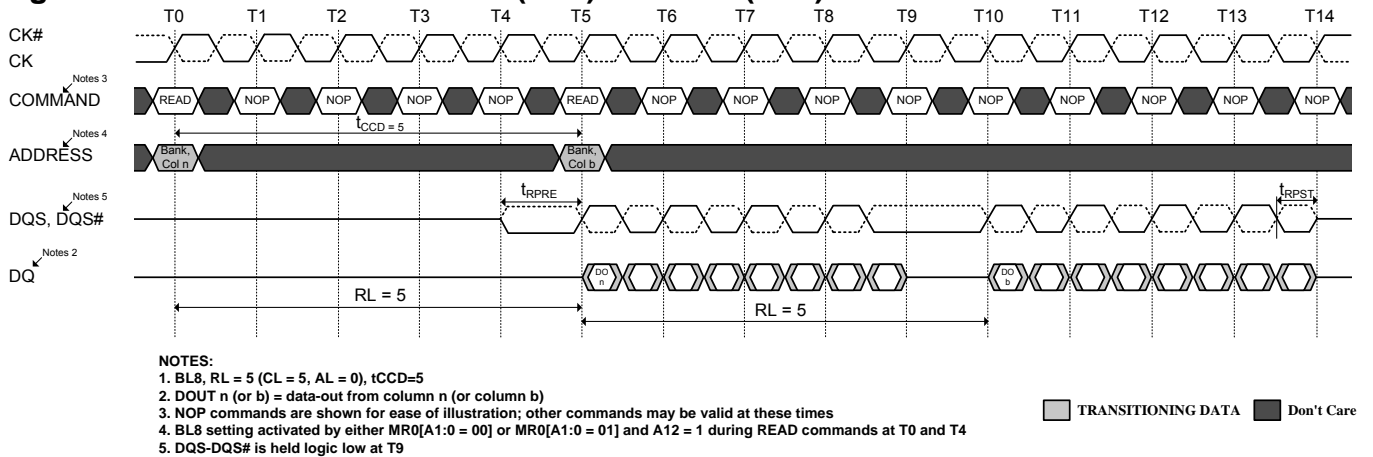 T0 T1 T2 T3 T4 T5 T6 T7 T8 T9 T10 T11 T12 T13 T14
CK#
CK
Notes 3
COMMAND READ NOP NOP NOP NOP READ NOP NOP NOP NOP NOP NOP NOP NOP NOP
tCCD = 5
Notes 4
ADDRESS
Bank, Col n
Bank, Col b
tRPRE
tRPST
Notes 5
DQS, DQS#
Notes 2
DQ
DO n
DO b
RL = 5
RL = 5
NOTES:
1. BL8, RL = 5 (CL = 5, AL = 0), tCCD=5
2. DOUT n (or b) = data-out from column n (or column b)
3. NOP commands are shown for ease of illustration; other commands may be valid at these times
4. BL8 setting activated by either MR0[A1:0 = 00] or MR0[A1:0 = 01] and A12 = 1 during READ commands at T0 and T4
5. DQS-DQS# is held logic low at T9
TRANSITIONING DATA
Don't Care